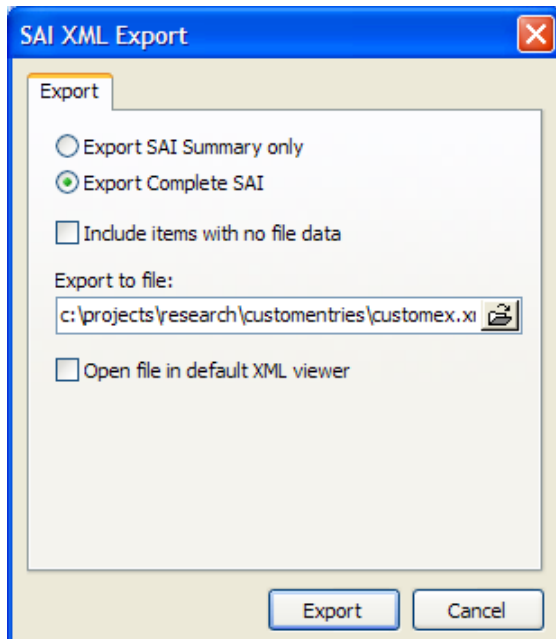 SAI XML Export
Export
Export SAI Summary only
Export Complete SAI
Include items with no file data
Export to file:
c:\projects\research\customentries\customex.x
Open file in default XML viewer
Export
Cancel